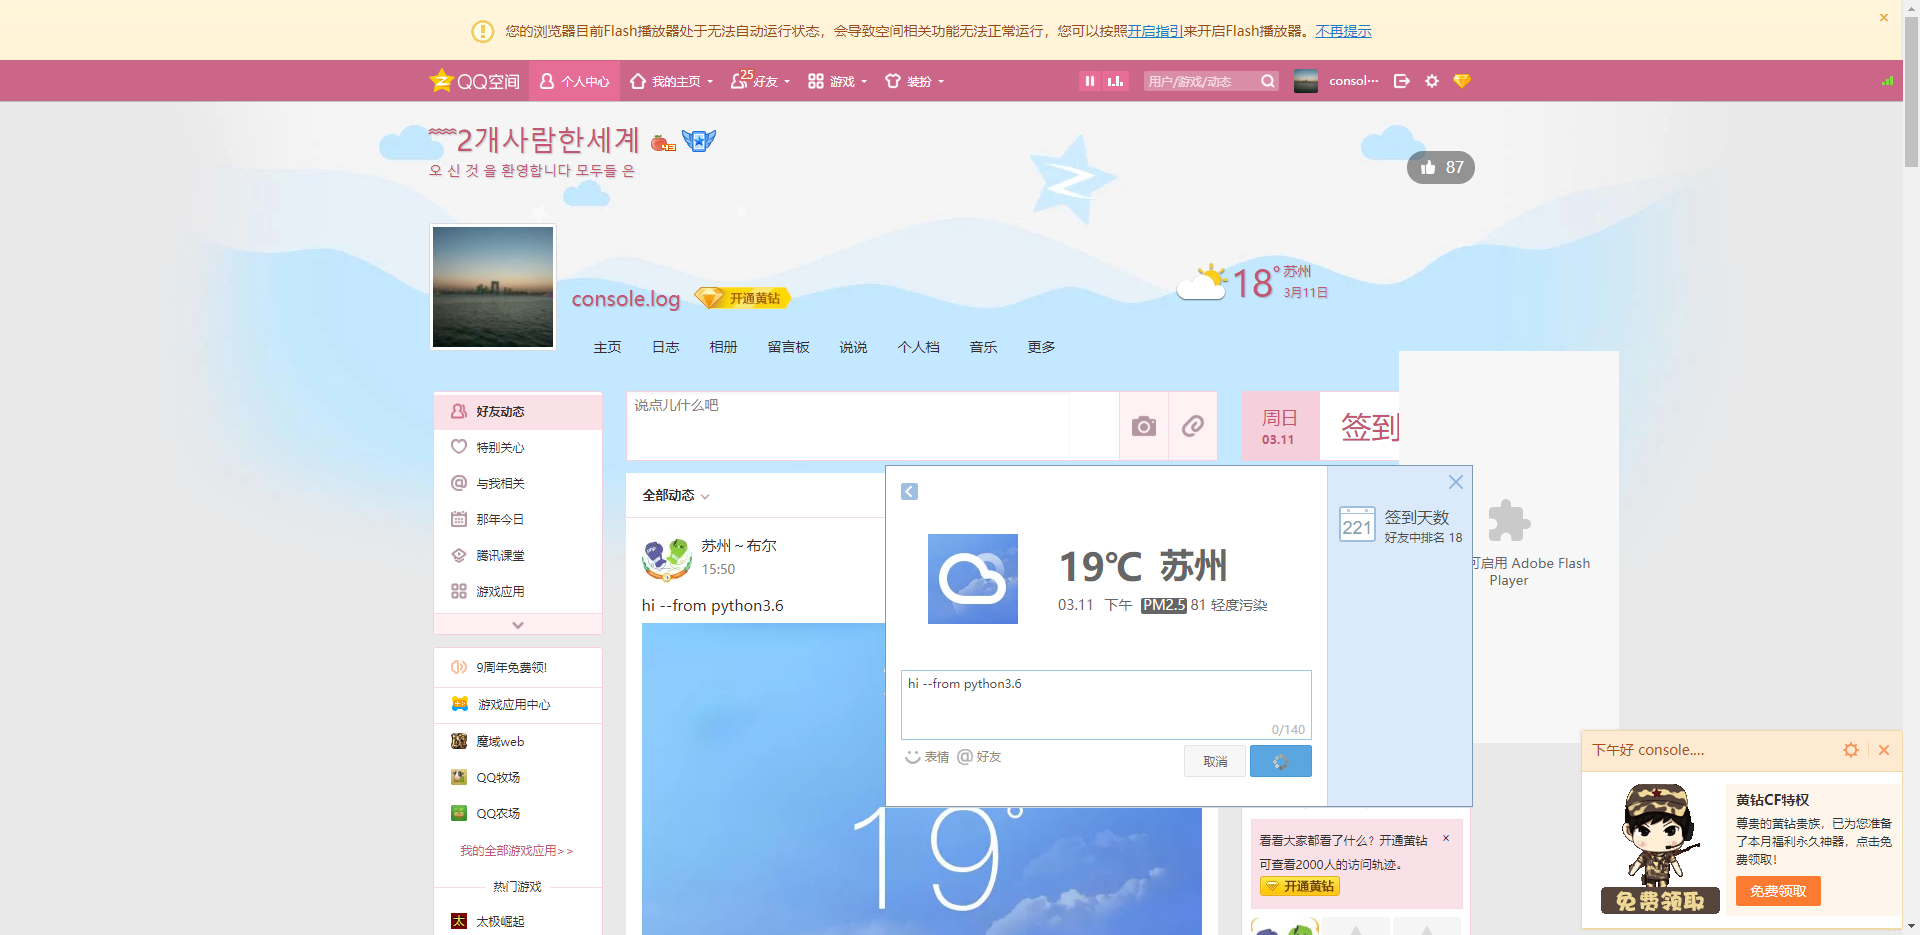 您的浏览器目前Flash播放器处于无法自动运行状态，会导致空间相关功能无法正常运行，您可以按照开启指引来开启Flash播放器。不再提示
QQ空间 个人中心 我的主页 25 好友 游戏 装扮 用户/游戏/动态 consol···
2개사람한세계
오 신 것 을 환영합니다 모두들 은
87
console.log 开通黄钻
18° 苏州
3月11日
主页 日志 相册 留言板 说说 个人档 音乐 更多
好友动态
特别关心
与我相关
那年今日
腾讯课堂
游戏应用
9周年免费领!
游戏应用中心
魔域web
QQ牧场
QQ农场
我的全部游戏应用>>
热门游戏
太 太极崛起
说点儿什么吧
周日
03.11
签到
全部动态
苏州～布尔
15:50
hi --from python3.6
19°
19℃ 苏州
03.11 下午 PM2.5 81 轻度污染
hi --from python3.6
0/140
表情 @好友
取消
221 签到天数
好友中排名 18
可启用 Adobe Flash
Player
看看大家都看了什么？开通黄钻
可查看2000人的访问轨迹。
开通黄钻
下午好 console....
黄钻CF特权
尊贵的黄钻贵族，已为您准备
了本月福利永久神器，点击免
费领取！
免费领取
免费领取